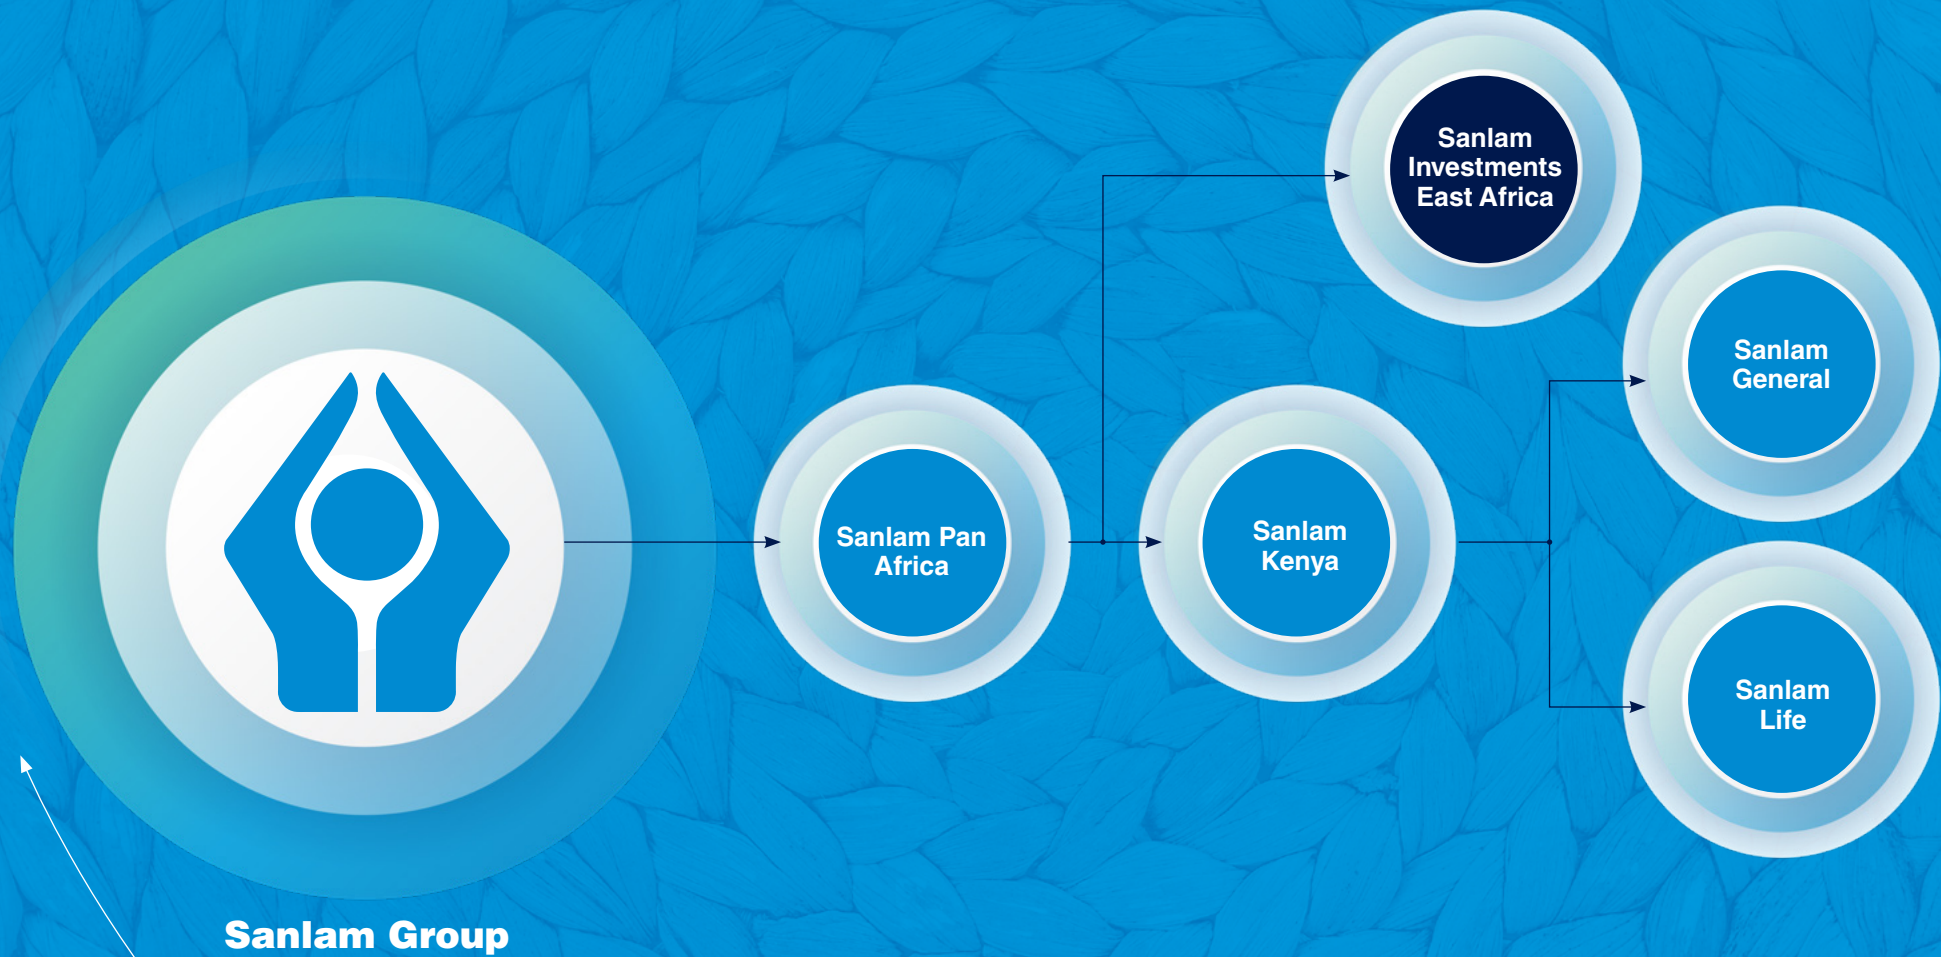 Sanlam
Investments
East Africa
Sanlam
General
Sanlam Pan
Africa
Sanlam
Kenya
Sanlam
Life
Sanlam Group